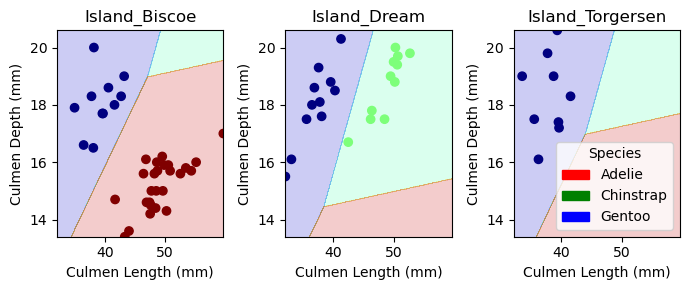 Island_Biscoe
Island_Dream
Island_Torgersen
Culmen Depth (mm)
20
18
16
14
40
50
Culmen Length (mm)
Culmen Depth (mm)
20
18
16
14
40
50
Culmen Length (mm)
Culmen Depth (mm)
20
18
16
14
40
50
Culmen Length (mm)
Species
Adelie
Chinstrap
Gentoo